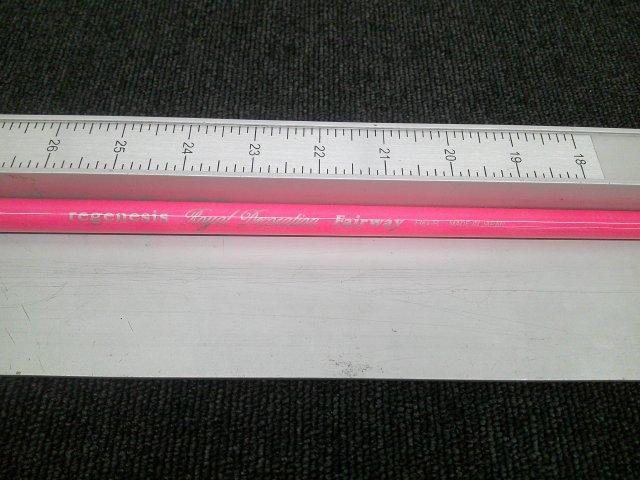 26 25 24 23 22 21 20 19 18
regenesis Royal Decoration Fairway MADE IN JAPAN